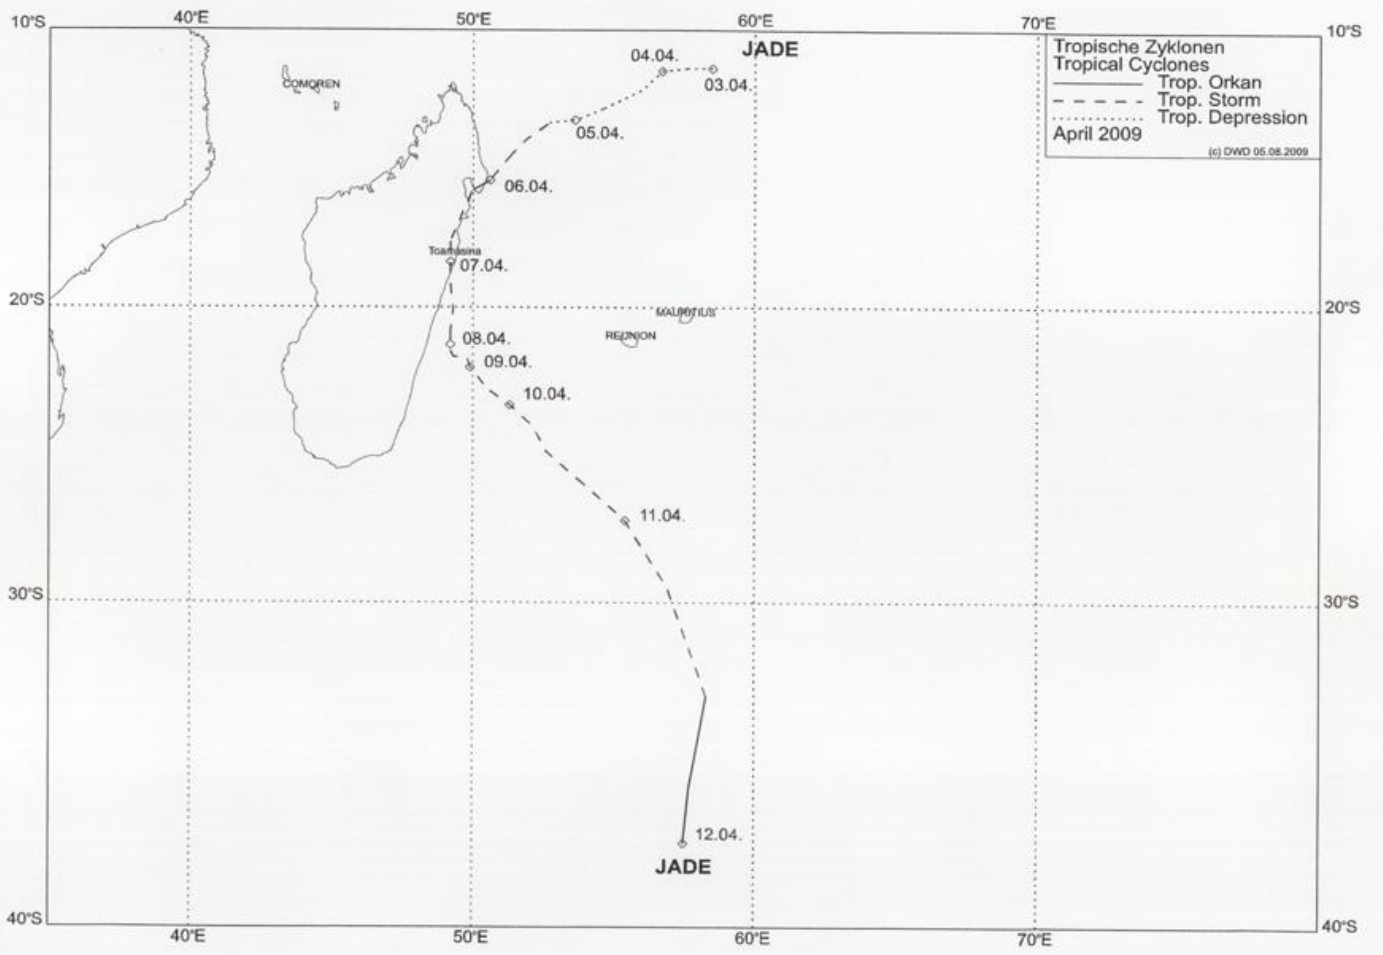 40°E 50°E 60°E 70°E
10°S 10°S
JADE
04.04.
03.04.
Tropische Zyklonen
Tropical Cyclones
Trop. Orkan
Trop. Storm
Trop. Depression
April 2009
(c) DWD 05.08.2009
COMOREN
05.04.
06.04.
Toamasina
07.04.
20°S 20°S
MAURITIUS
REUNION
08.04.
09.04.
10.04.
11.04.
30°S 30°S
12.04.
JADE
40°S 40°S
40°E 50°E 60°E 70°E